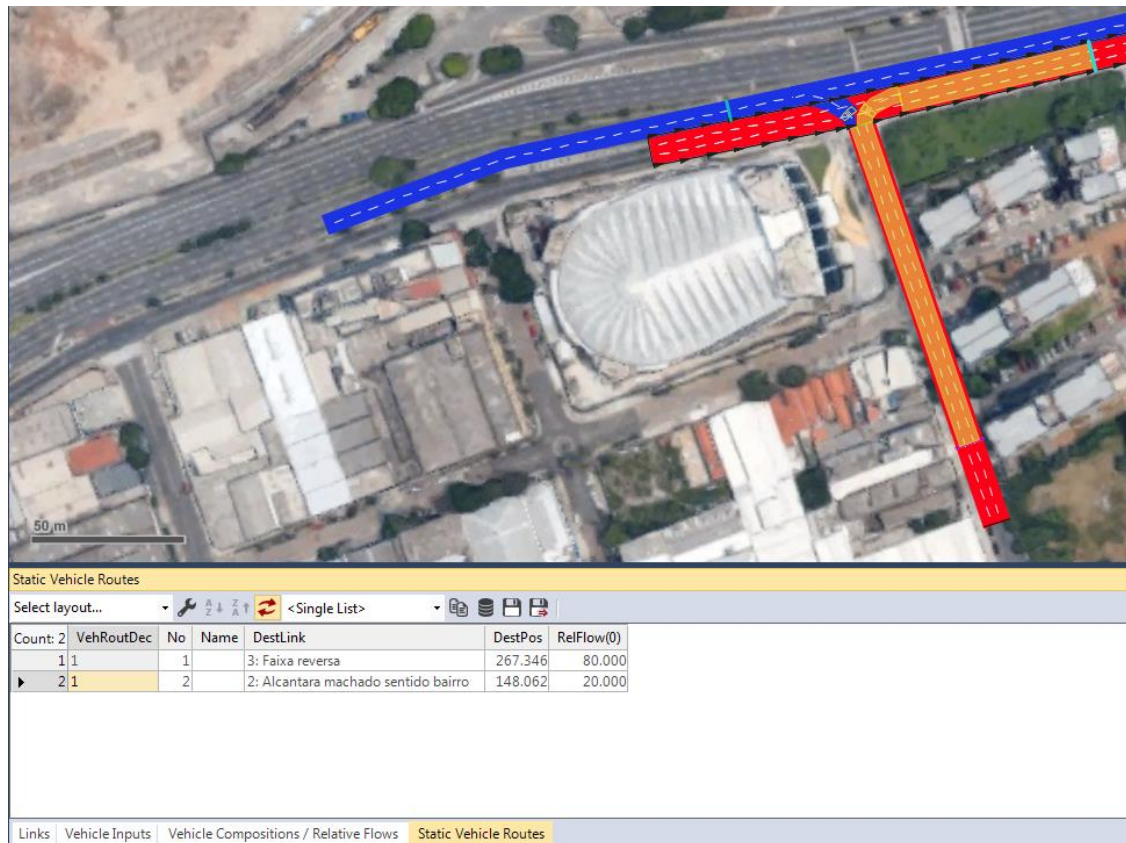 50 m
Static Vehicle Routes
Select layout... <Single List>
Count: 2 VehRoutDec No Name DestLink DestPos RelFlow(0)
1 1 1 3: Faixa reversa 267.346 80.000
2 1 2 2: Alcantara machado sentido bairro 148.062 20.000
Links Vehicle Inputs Vehicle Compositions / Relative Flows Static Vehicle Routes